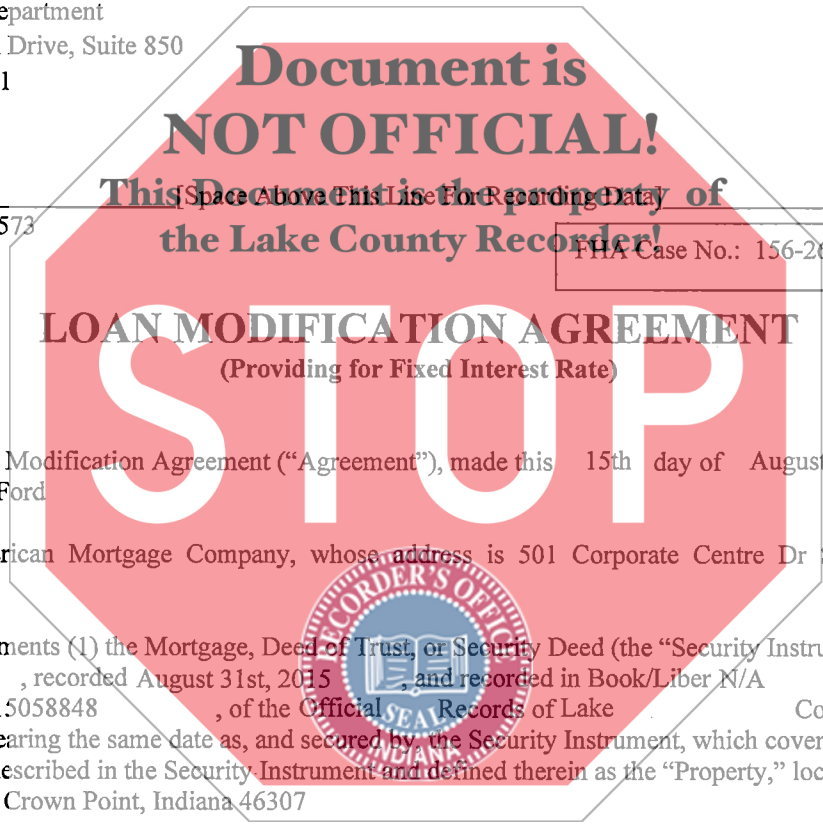 epartment
Drive, Suite 850
1
Document is
NOT OFFICIAL!
This Document is the property of
[Space Above This Line For Recording Data]
573
the Lake County Recorder!
FHA Case No.: 156-26
LOAN MODIFICATION AGREEMENT
(Providing for Fixed Interest Rate)
STOP
Modification Agreement (“Agreement”), made this 15th day of August
Ford
rican Mortgage Company, whose address is 501 Corporate Centre Dr S
RECORDER'S OFFICE
ments (1) the Mortgage, Deed of Trust, or Security Deed (the “Security Instru
, recorded August 31st, 2015 , and recorded in Book/Liber N/A
15058848 , of the Official Records of Lake Co
SEAL
earing the same date as, and secured by, the Security Instrument, which cover
INDIANA
escribed in the Security Instrument and defined therein as the “Property,” loc
Crown Point, Indiana 46307